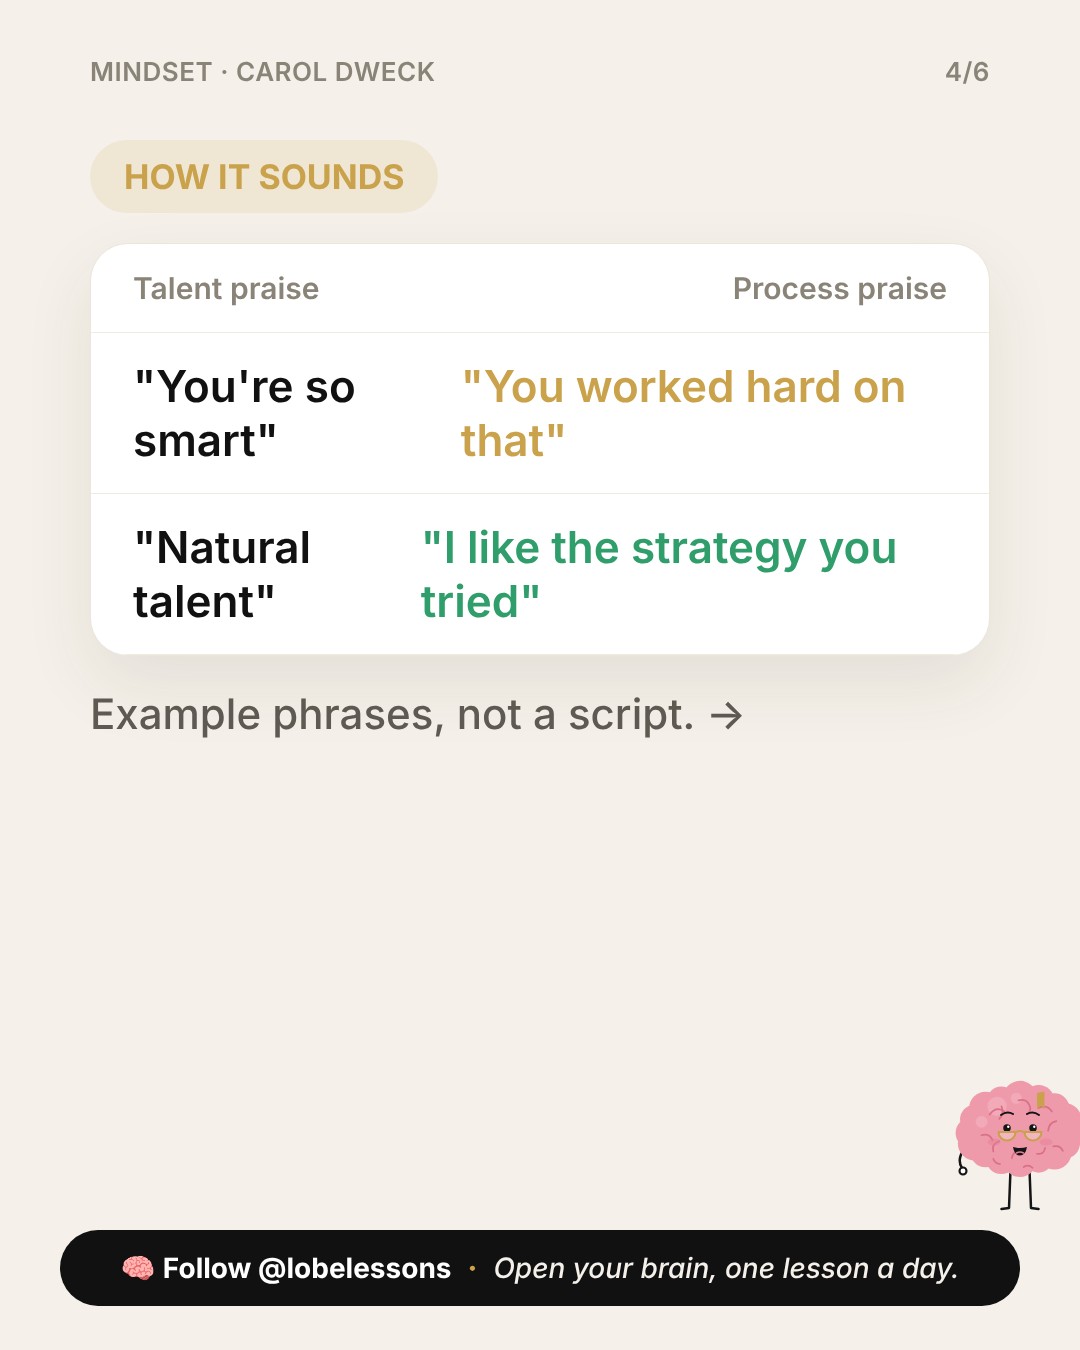 MINDSET · CAROL DWECK 4/6
HOW IT SOUNDS
Talent praise Process praise
"You're so "You worked hard on
smart" that"
"Natural "I like the strategy you
talent" tried"
Example phrases, not a script. →
🧠 Follow @lobelessons · Open your brain, one lesson a day.